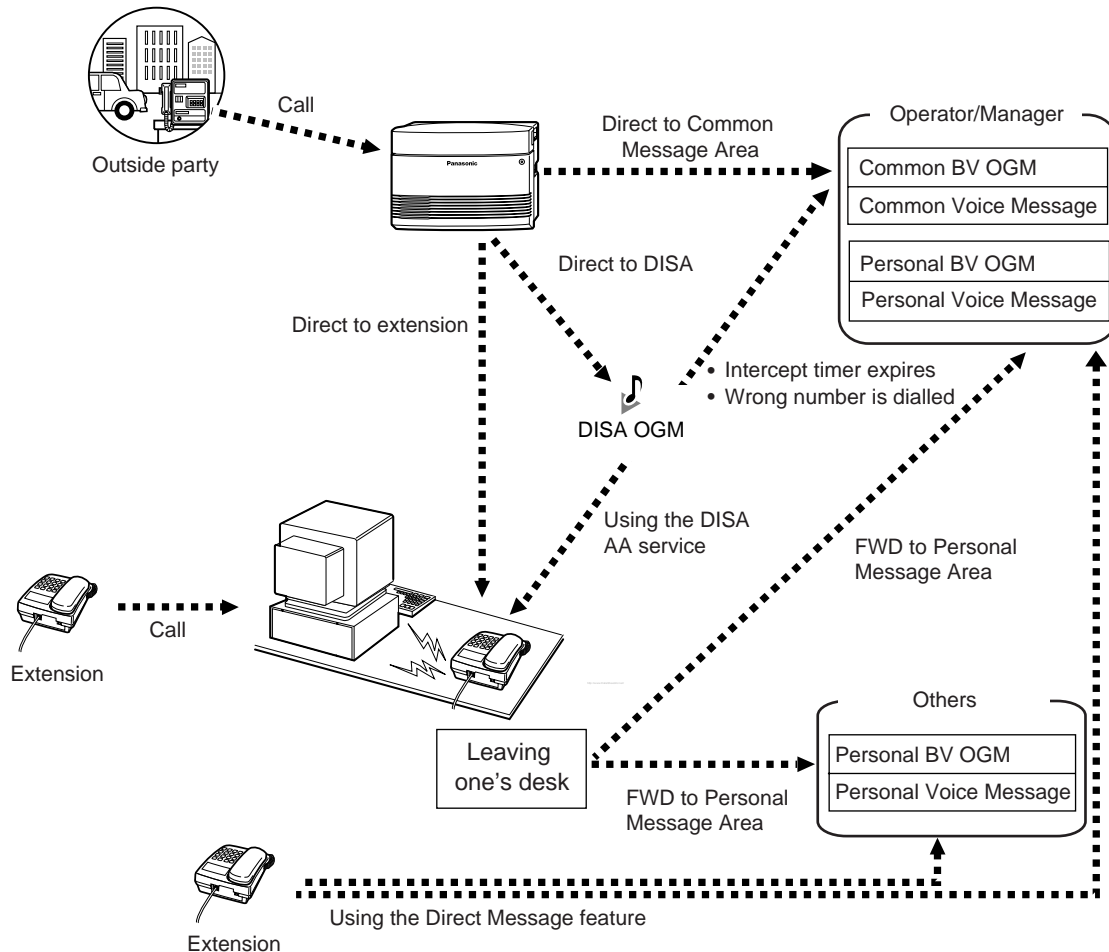 Outside party
Call
Panasonic
Direct to Common
Message Area
Operator/Manager
Common BV OGM
Common Voice Message
Personal BV OGM
Personal Voice Message
Direct to DISA
Direct to extension
• Intercept timer expires
• Wrong number is dialled
DISA OGM
Using the DISA
AA service
FWD to Personal
Message Area
Call
Extension
Others
Personal BV OGM
Personal Voice Message
Leaving
one's desk
FWD to Personal
Message Area
Using the Direct Message feature
Extension